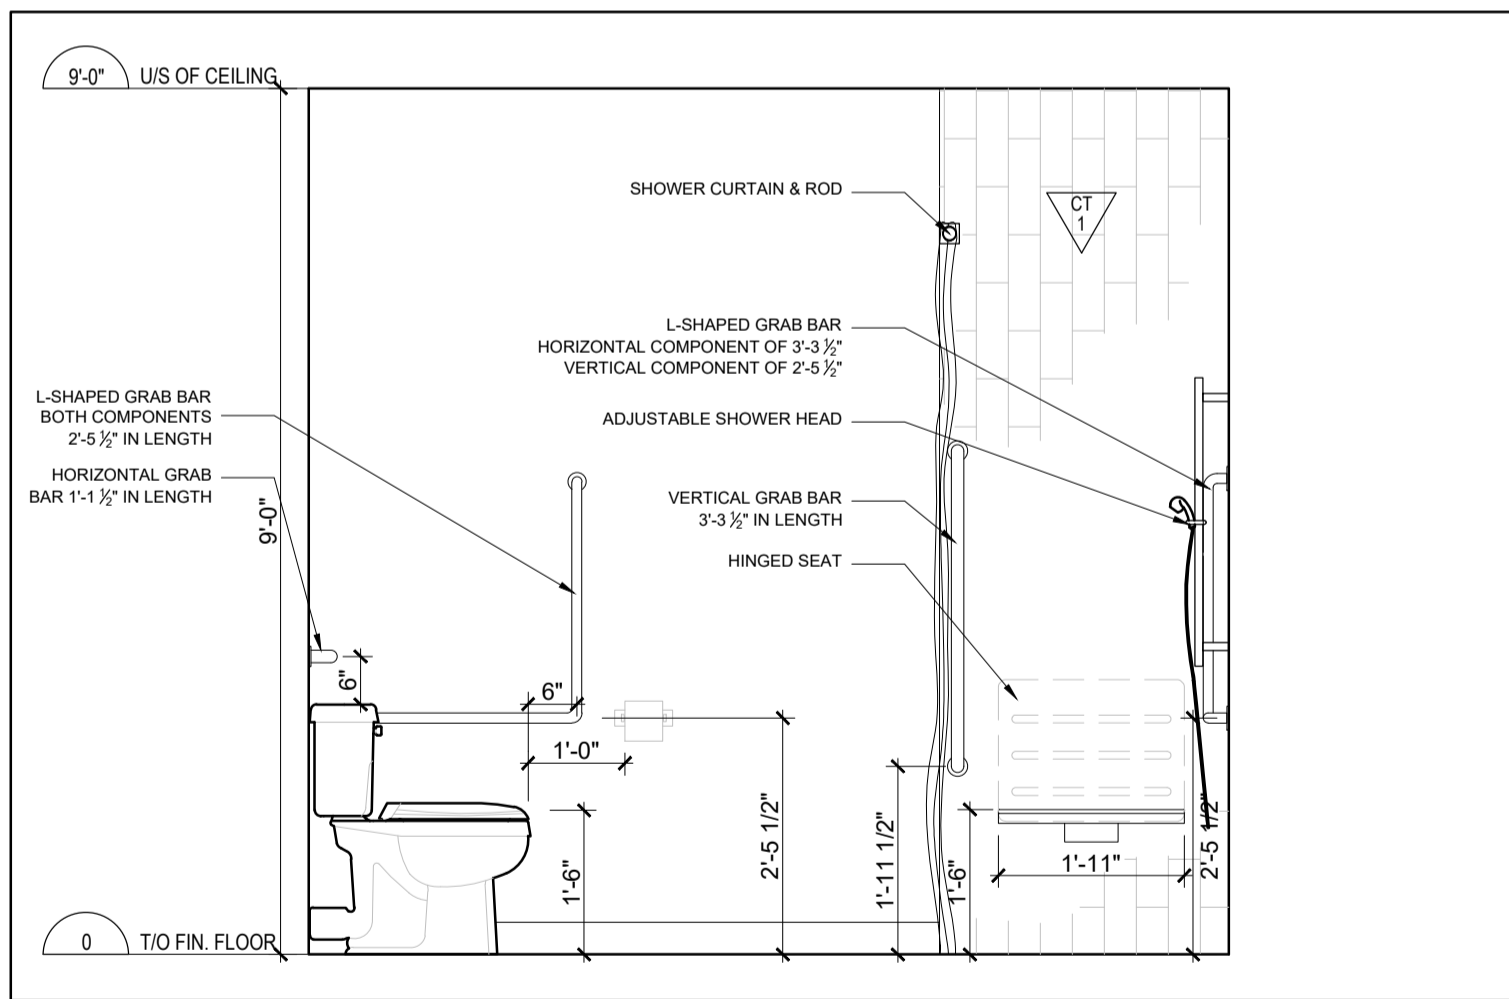 9'-0" U/S OF CEILING
SHOWER CURTAIN & ROD
CT
1
L-SHAPED GRAB BAR
HORIZONTAL COMPONENT OF 3'-3 ½"
VERTICAL COMPONENT OF 2'-5 ½"
L-SHAPED GRAB BAR
BOTH COMPONENTS
2'-5 ½" IN LENGTH
ADJUSTABLE SHOWER HEAD
HORIZONTAL GRAB
BAR 1'-1 ½" IN LENGTH
VERTICAL GRAB BAR
3'-3 ½" IN LENGTH
9'-0"
HINGED SEAT
6"
6"
1'-0"
1'-6"
2'-5 1/2"
1'-11 1/2"
1'-6"
1'-11"
2'-5 1/2"
0 T/O FIN. FLOOR